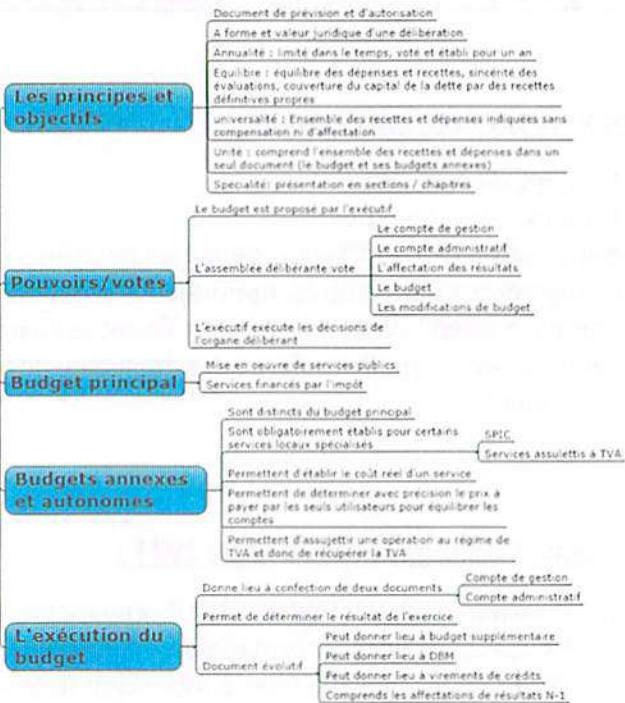 Les principes et
objectifs
Document de prévision et d'autorisation
A forme et valeur juridique d'une délibération
Annualité : limité dans le temps, voté et établi pour un an
Equilibre : équilibre des dépenses et recettes, sincérité des
évaluations, couverture du capital de la dette par des recettes
définitives propres
universalité : Ensemble des recettes et dépenses indiquées sans
compensation ni d'affectation
Unité : comprend l'ensemble des recettes et dépenses dans un
seul document (le budget et ses budgets annexes)
Specialité: présentation en sections / chapitres
Pouvoirs/votes
Le budget est proposé par l'exécutif
L'assemblée délibérante vote
Le compte de gestion
Le compte administratif
L'affectation des résultats
Le budget
Les modifications de budget
L'exécutif exécute les décisions de
l'organe délibérant
Budget principal
Mise en oeuvre de services publics
Services financés par l'impôt
Budgets annexes
et autonomes
Sont distincts du budget principal
Sont obligatoirement établis pour certains
services locaux spécialisés
SPIC
Services assulettis à TVA
Permettent d'établir le coût réel d'un service
Permettent de déterminer avec précision le prix à
payer par les seuls utilisateurs pour équilibrer les
comptes
Permettent d'assujettir une opération au régime de
TVA et donc de récupérer la TVA
L'exécution du
budget
Donne lieu à confection de deux documents
Compte de gestion
Compte administratif
Permet de déterminer le résultat de l'exercice
Document évolutif
Peut donner lieu à budget supplémentaire
Peut donner lieu à DBM
Peut donner lieu à virements de crédits
Comprends les affectations de résultats N-1